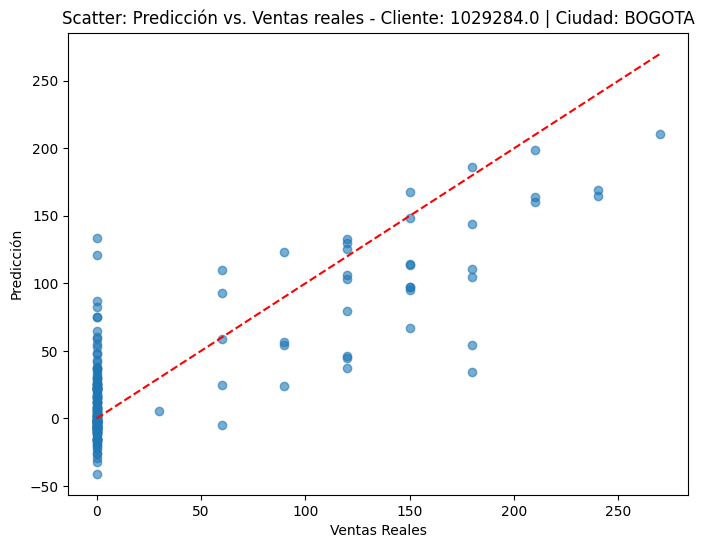 Scatter: Predicción vs. Ventas reales - Cliente: 1029284.0 | Ciudad: BOGOTA
250
200
150
100
50
0
−50
Predicción
0 50 100 150 200 250
Ventas Reales